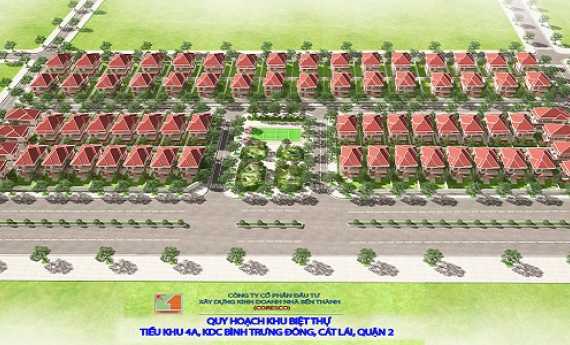 CÔNG TY CỔ PHẦN ĐẦU TƯ
XÂY DỰNG KINH DOANH NHÀ BẾN THÀNH
(CORESCO)
QUY HOẠCH KHU BIỆT THỰ
TIỂU KHU 4A, KDC BÌNH TRƯNG ĐÔNG, CÁT LÁI, QUẬN 2